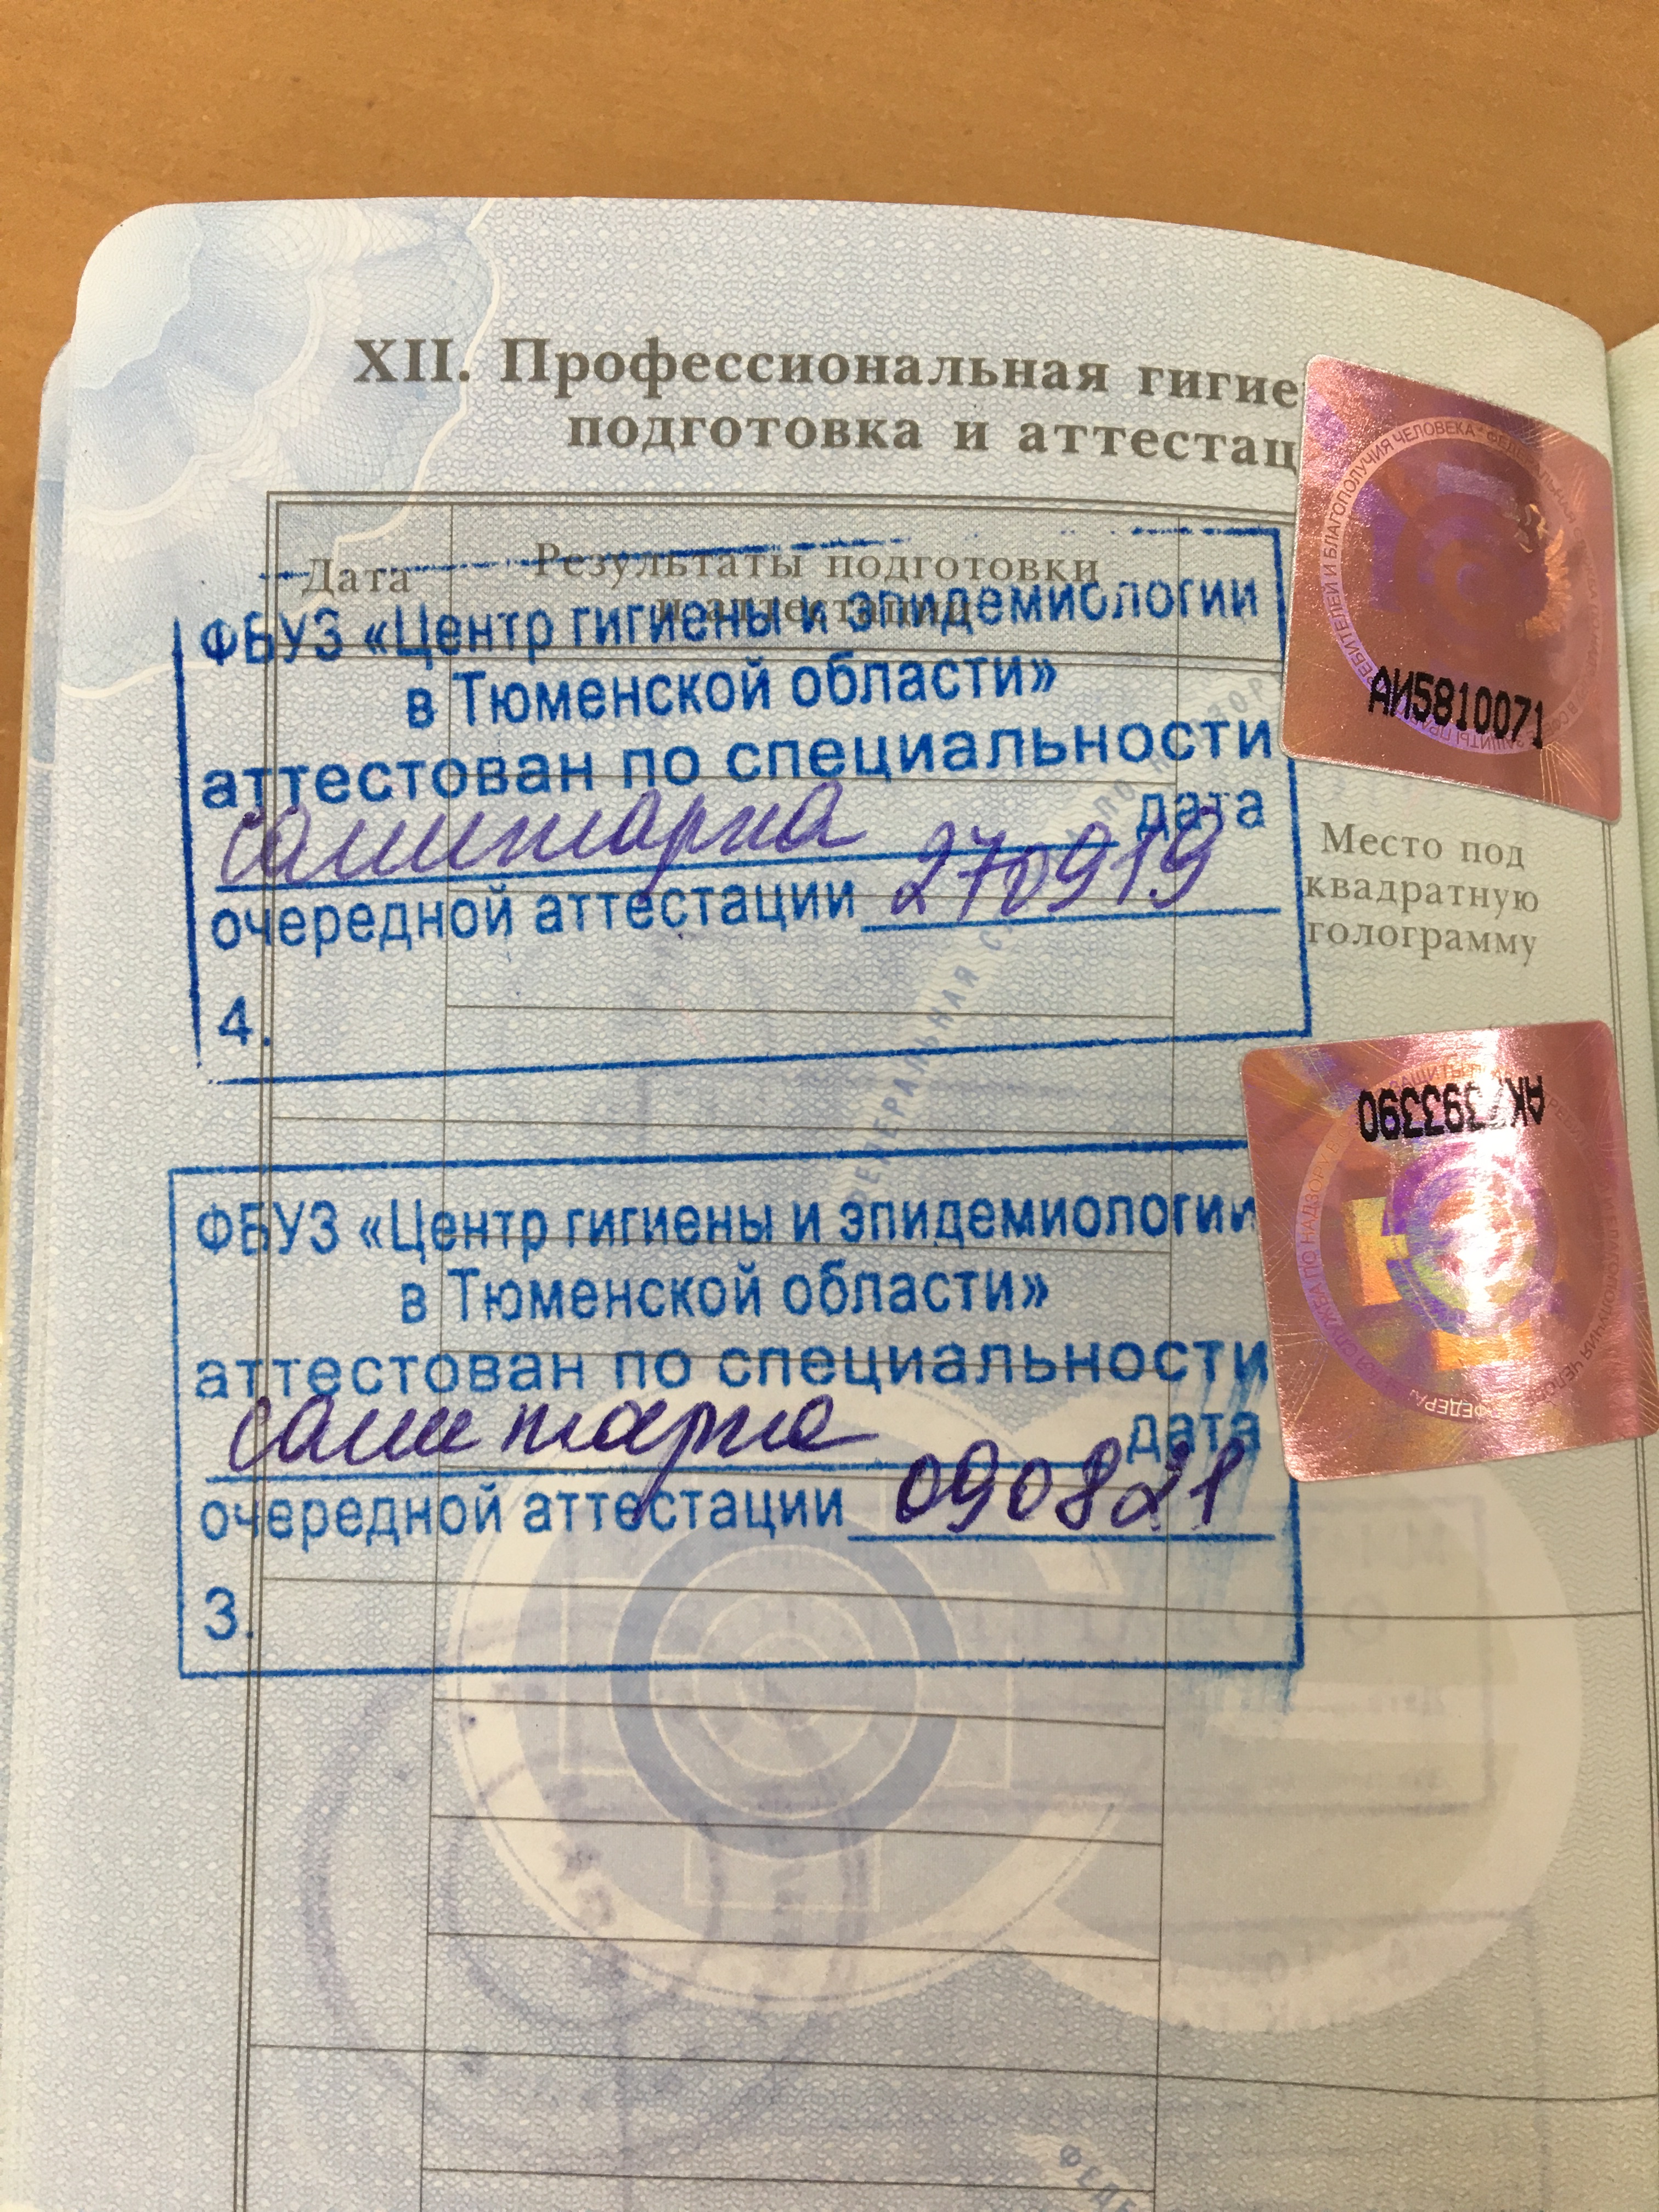 XII. Профессиональная гигие
подготовка и аттестац
Дата
Результаты подготовки
и аттестации
ФБУЗ «Центр гигиены и эпидемиологии
в Тюменской области»
аттестован по специальности
санитарка дата
очередной аттестации 270919
4.
АИ5810071
Место под
квадратную
голограмму
АК7393390
ФБУЗ «Центр гигиены и эпидемиологии
в Тюменской области»
аттестован по специальности
санитарка дата
очередной аттестации 090821
3.